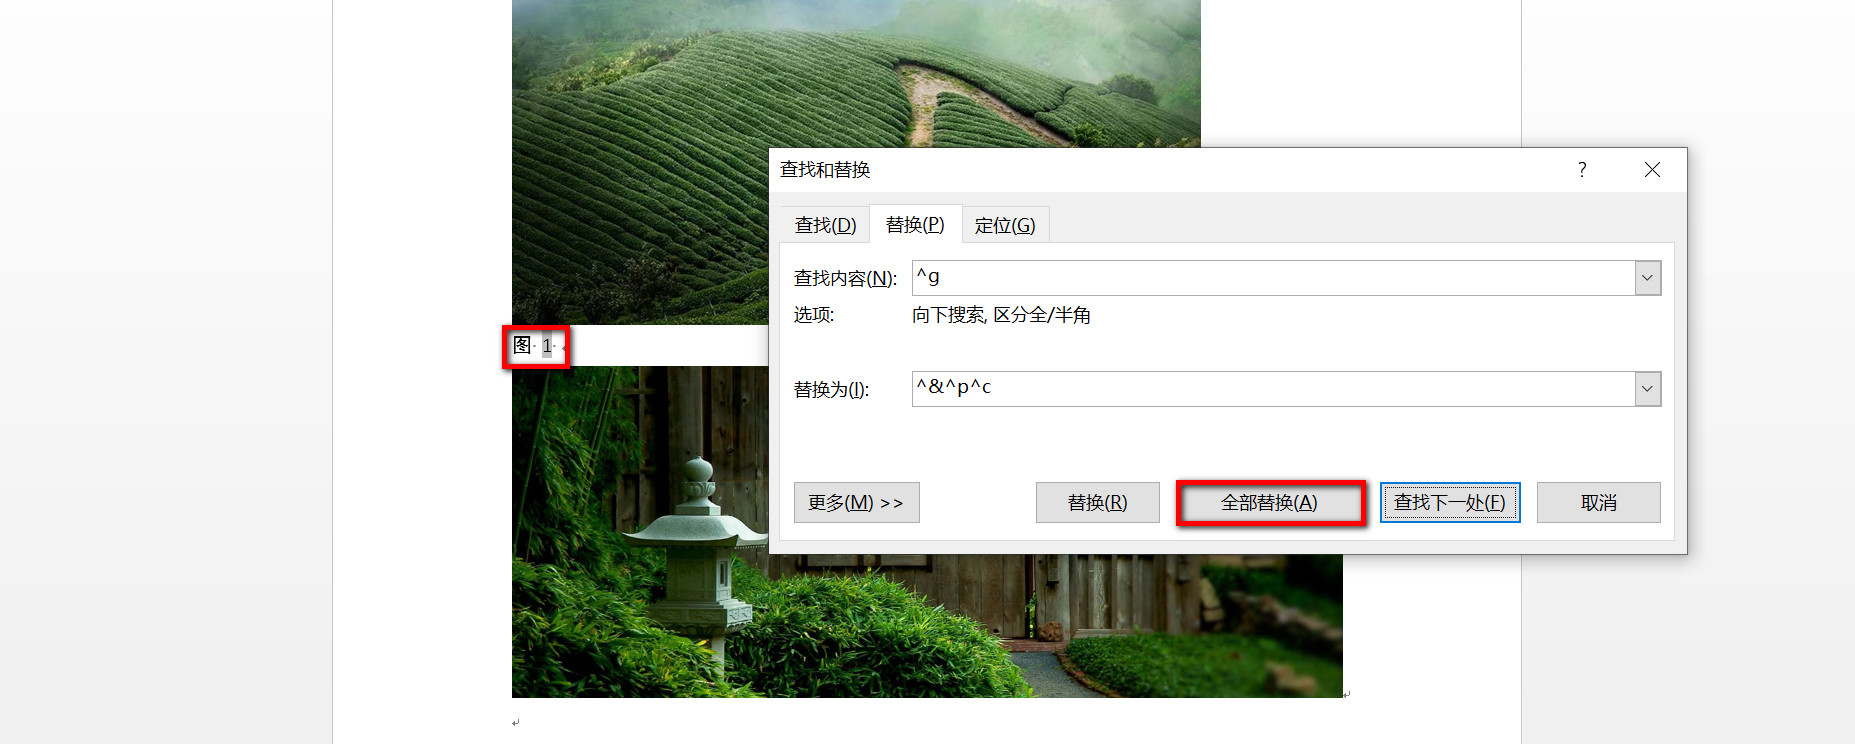 查找和替换
?
查找(D) 替换(P) 定位(G)
查找内容(N): ^g
选项: 向下搜索, 区分全/半角
图 1
替换为(I): ^&^p^c
更多(M) >> 替换(R) 全部替换(A) 查找下一处(F) 取消